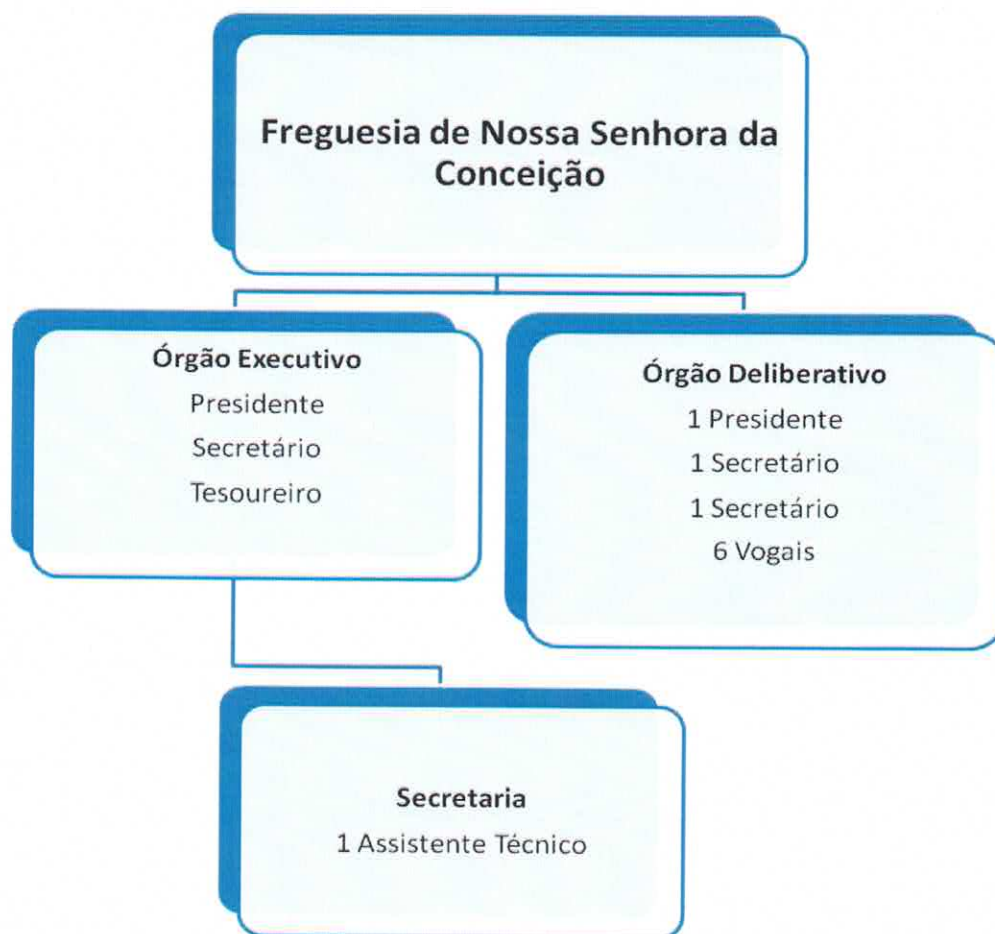 Freguesia de Nossa Senhora da
Conceição
Órgão Executivo
Presidente
Secretário
Tesoureiro
Órgão Deliberativo
1 Presidente
1 Secretário
1 Secretário
6 Vogais
Secretaria
1 Assistente Técnico